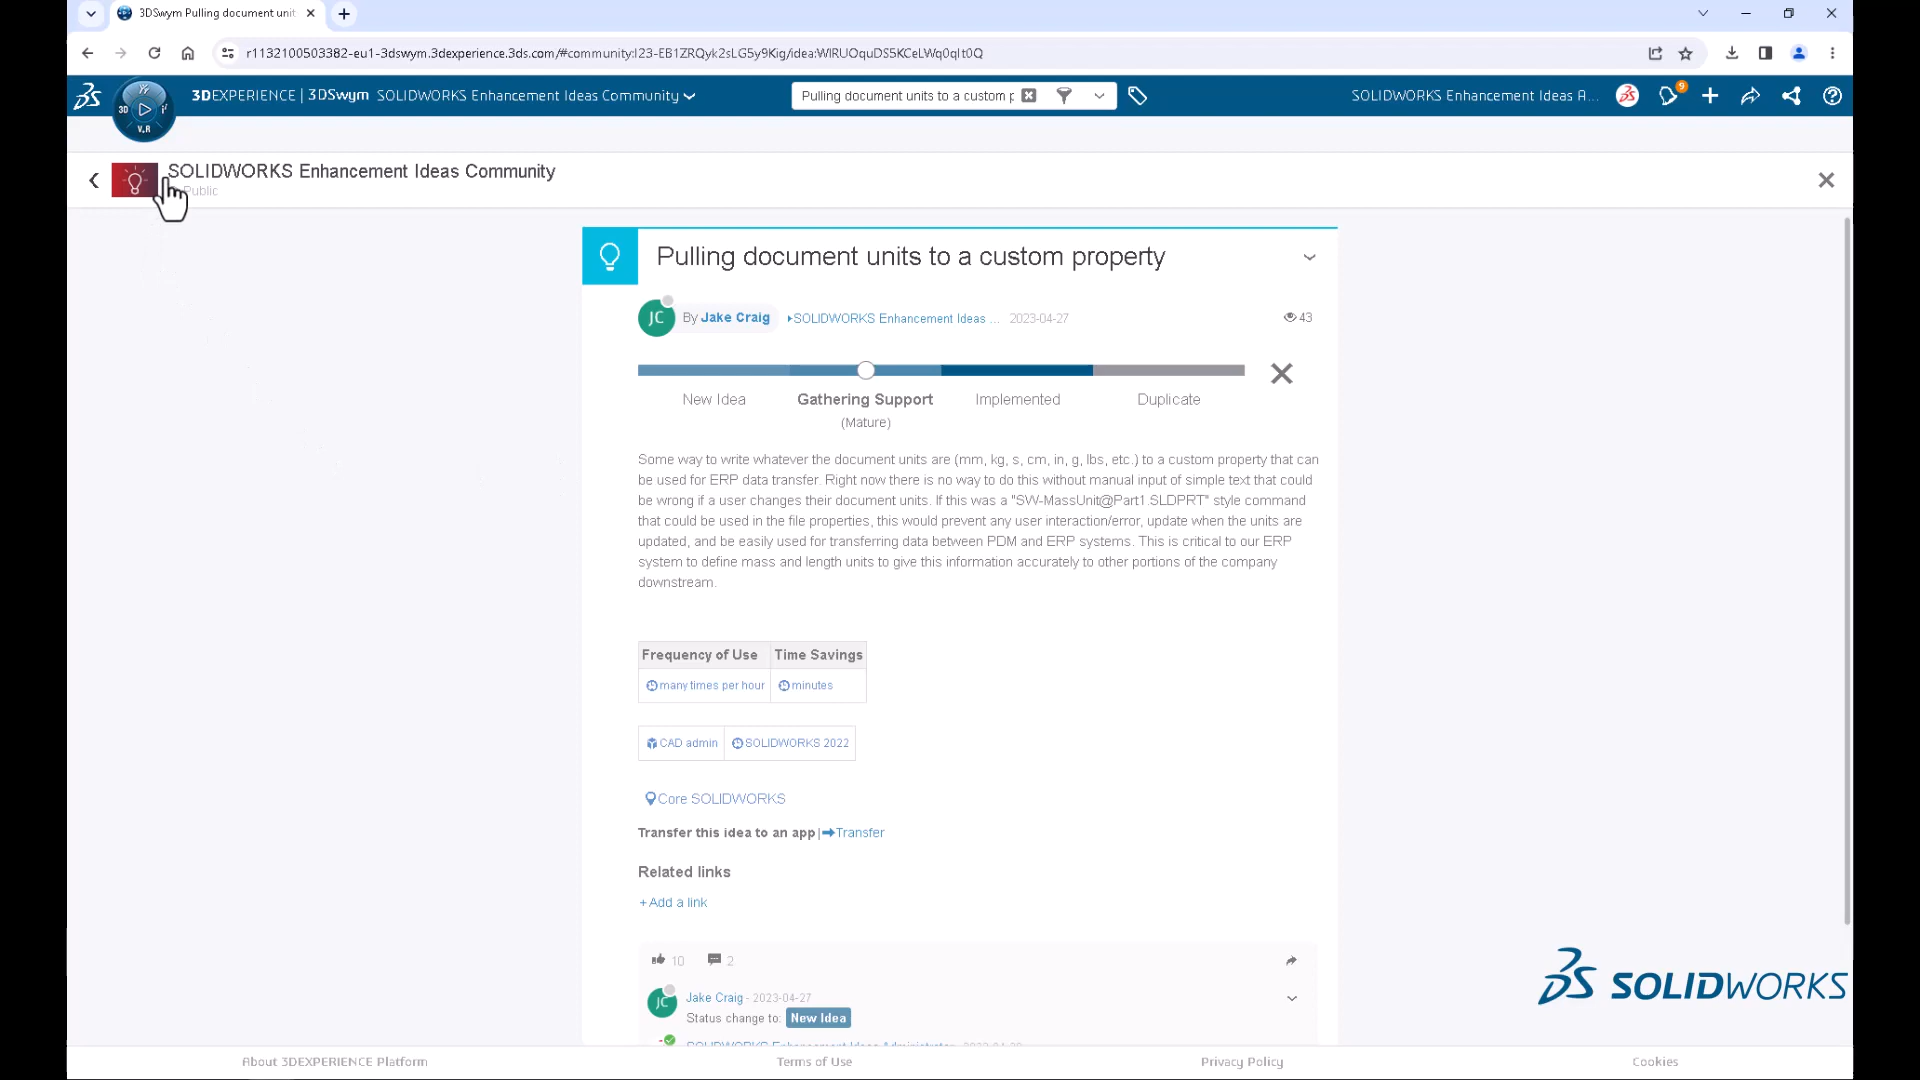 3DSwym Pulling document unit
r1132100503382-eu1-3dswym.3dexperience.3ds.com/#community:
3DEXPERIENCE | 3DSwym SOLIDWORKS Enhancement Ideas Community
Pulling document units to a custom p
SOLIDWORKS Enhancement Ideas A...
9
3D
V.R
SOLIDWORKS Enhancement Ideas Community
Public
Pulling document units to a custom property
JC By Jake Craig SOLIDWORKS Enhancement Ideas ... 2023-04-27
43
New Idea Gathering Support Implemented Duplicate
(Mature)
Some way to write whatever the document units are (mm, kg, s, cm, in, g, lbs, etc.) to a custom property that can
be used for ERP data transfer. Right now there is no way to do this without manual input of simple text that could
be wrong if a user changes their document units. If this was a "SW-MassUnit@Part1.SLDPRT" style command
that could be used in the file properties, this would prevent any user interaction/error, update when the units are
updated, and be easily used for transferring data between PDM and ERP systems. This is critical to our ERP
system to define mass and length units to give this information accurately to other portions of the company
downstream.
Frequency of Use Time Savings
many times per hour minutes
CAD admin SOLIDWORKS 2022
Core SOLIDWORKS
Transfer this idea to an app | Transfer
Related links
+ Add a link
10 2
JC Jake Craig - 2023-04-27
Status change to: New Idea
SOLIDWORKS Enhancement Ideas Administrator
SOLIDWORKS
About 3DEXPERIENCE Platform Terms of Use Privacy Policy Cookies